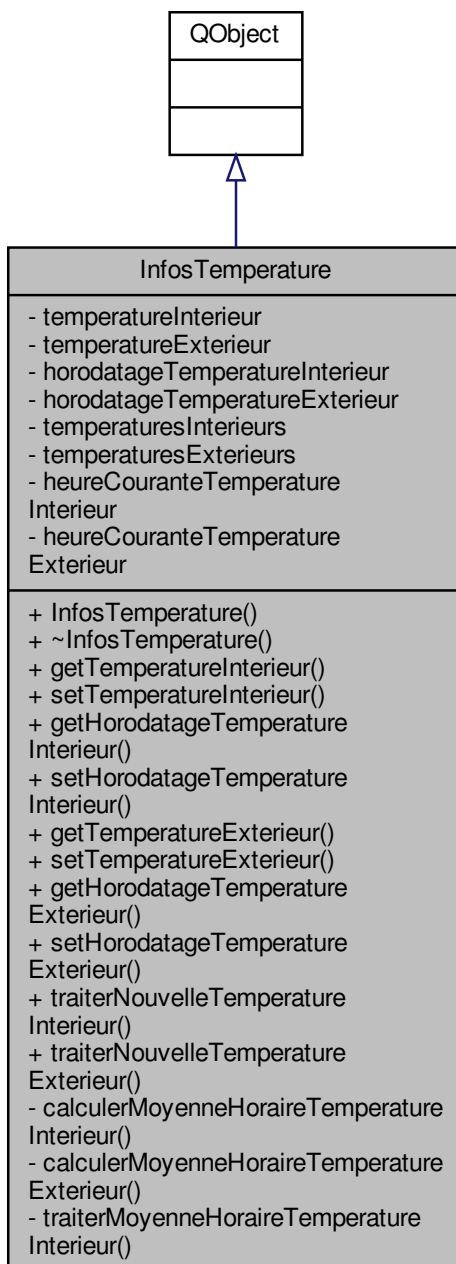 QObject
InfosTemperature
- temperatureInterieur
- temperatureExterieur
- horodatageTemperatureInterieur
- horodatageTemperatureExterieur
- temperaturesInterieurs
- temperaturesExterieurs
- heureCouranteTemperature
Interieur
- heureCouranteTemperature
Exterieur
+ InfosTemperature()
+ ~InfosTemperature()
+ getTemperatureInterieur()
+ setTemperatureInterieur()
+ getHorodatageTemperature
Interieur()
+ setHorodatageTemperature
Interieur()
+ getTemperatureExterieur()
+ setTemperatureExterieur()
+ getHorodatageTemperature
Exterieur()
+ setHorodatageTemperature
Exterieur()
+ traiterNouvelleTemperature
Interieur()
+ traiterNouvelleTemperature
Exterieur()
- calculerMoyenneHoraireTemperature
Interieur()
- calculerMoyenneHoraireTemperature
Exterieur()
- traiterMoyenneHoraireTemperature
Interieur()